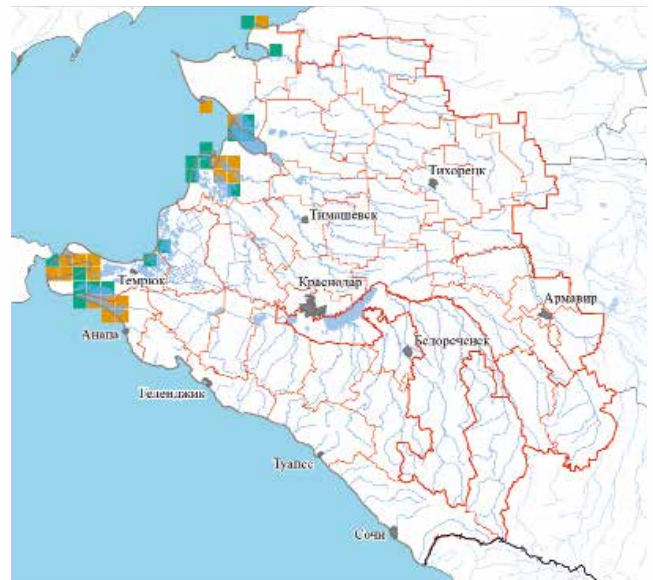 Тихорецк
Тимашевск
Темрюк
Краснодар
Армавир
Анапа
Белореченск
Геленджик
Туапсе
Сочи